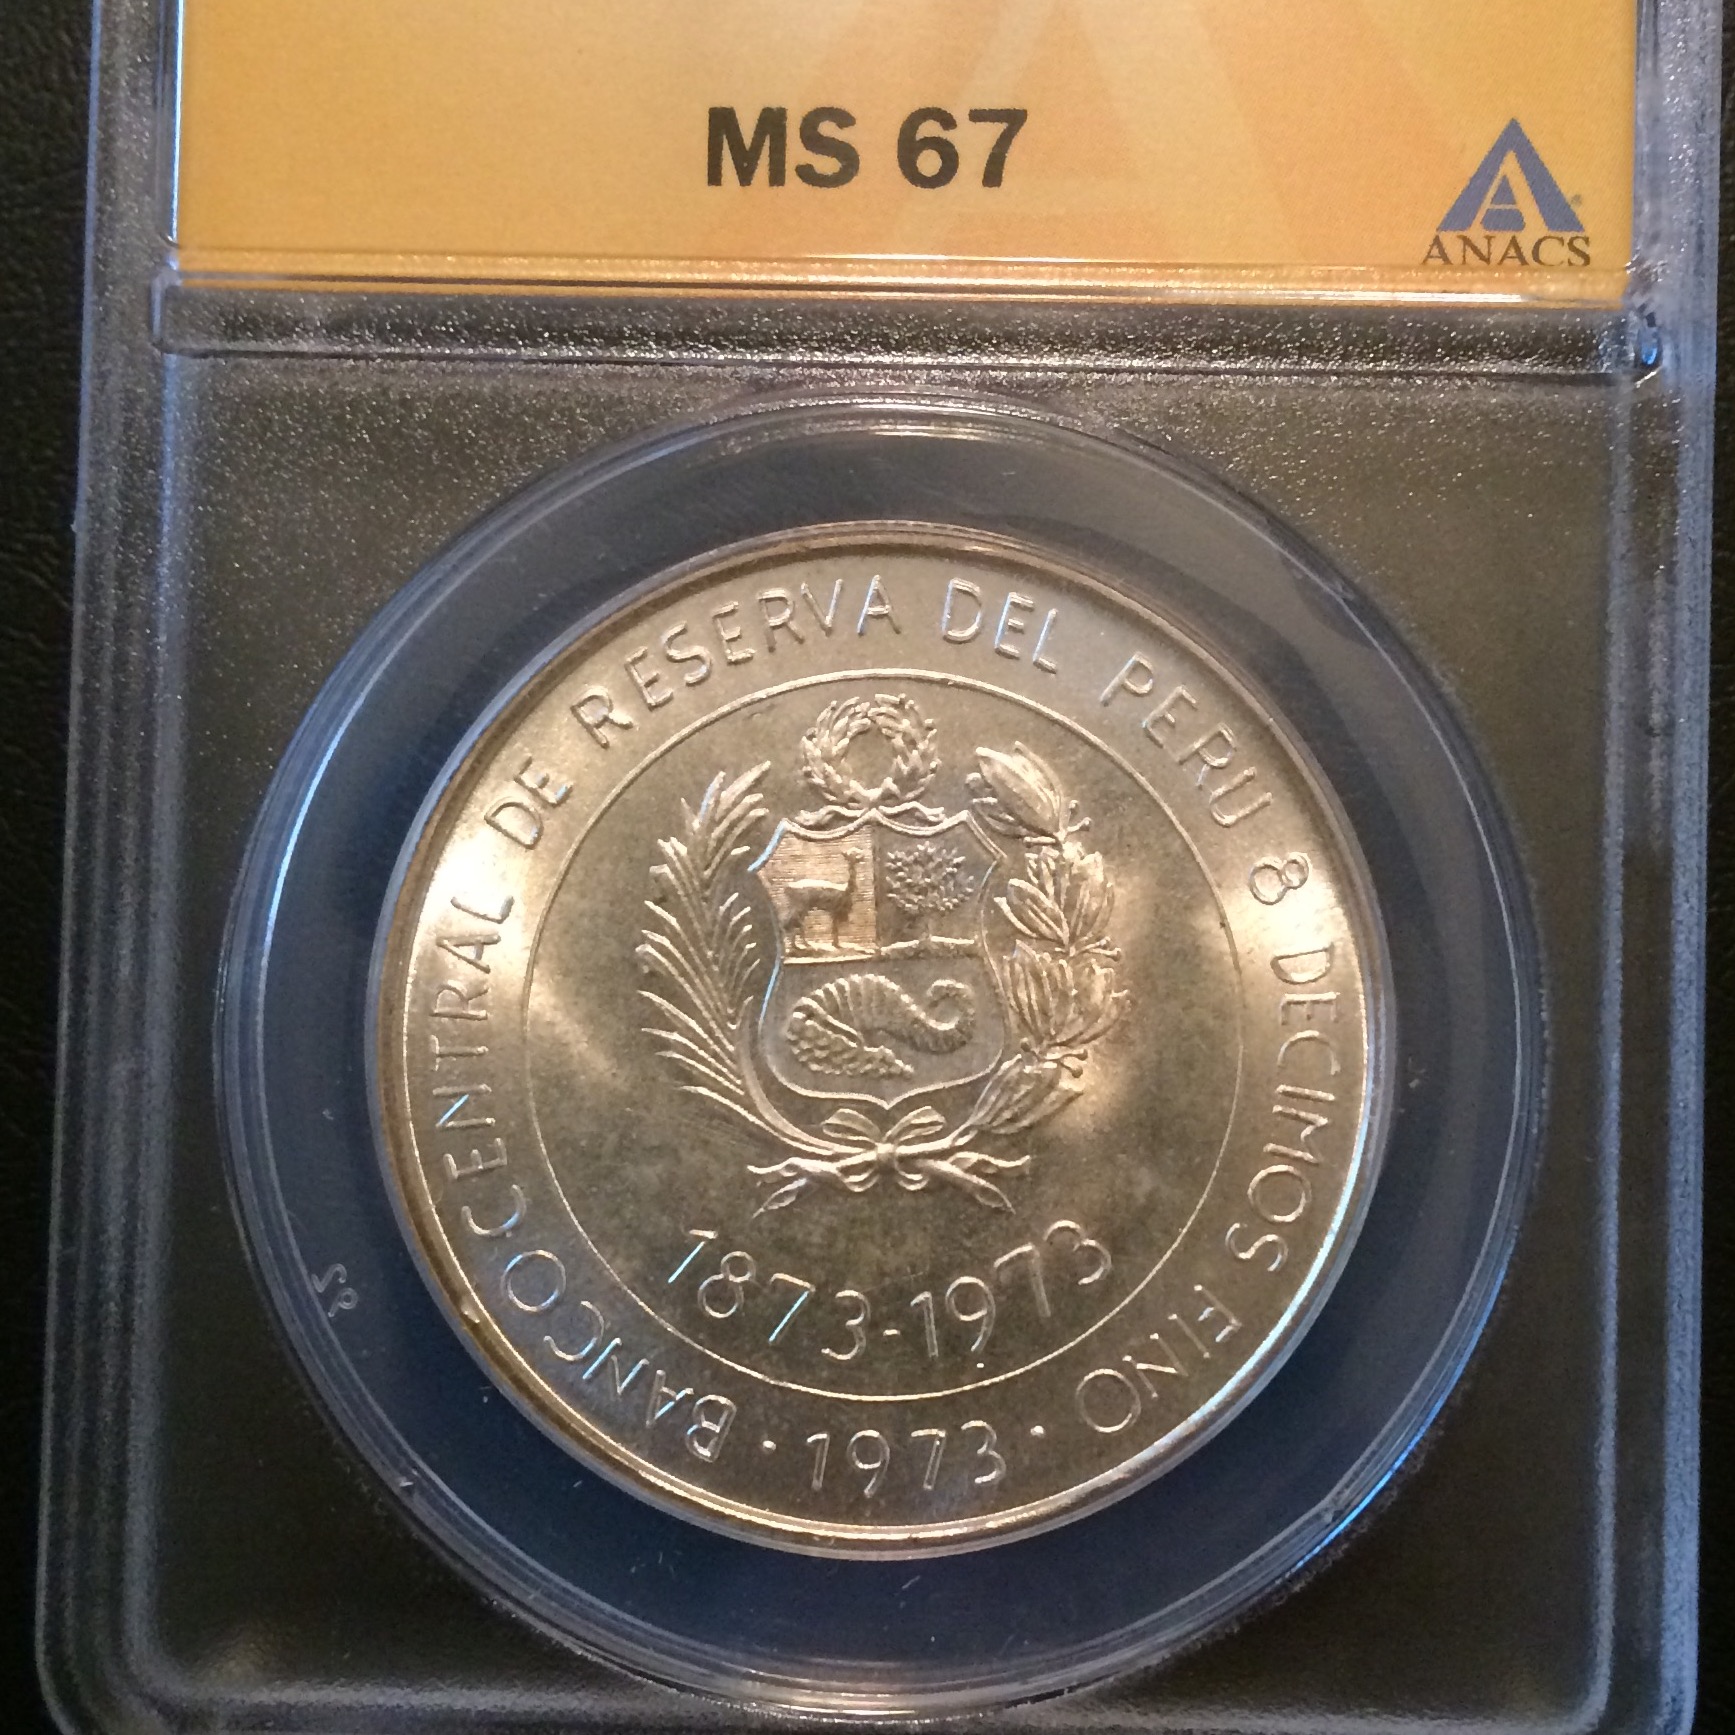 MS 67
ANACS
BANCO CENTRAL DE RESERVA DEL PERU 8 DECIMOS FINO
1873-1973
· 1973 ·